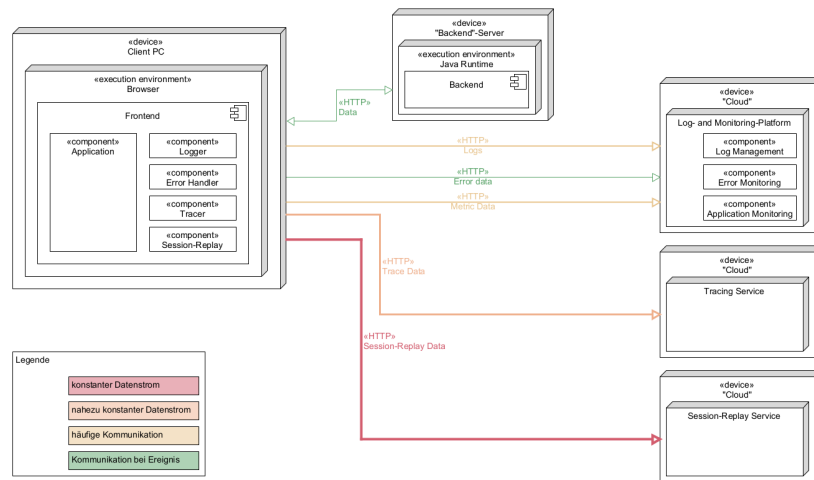 «device»
Client PC
«execution environment»
Browser
Frontend
«component»
Application
«component»
Logger
«component»
Error Handler
«component»
Tracer
«component»
Session-Replay
«device»
"Backend"-Server
«execution environment»
Java Runtime
Backend
«HTTP»
Data
«HTTP»
Logs
«HTTP»
Error data
«HTTP»
Metric Data
«HTTP»
Trace Data
«HTTP»
Session-Replay Data
«device»
"Cloud"
Log- and Monitoring-Platform
«component»
Log Management
«component»
Error Monitoring
«component»
Application Monitoring
«device»
"Cloud"
Tracing Service
«device»
"Cloud"
Session-Replay Service
Legende
konstanter Datenstrom
nahezu konstanter Datenstrom
häufige Kommunikation
Kommunikation bei Ereignis